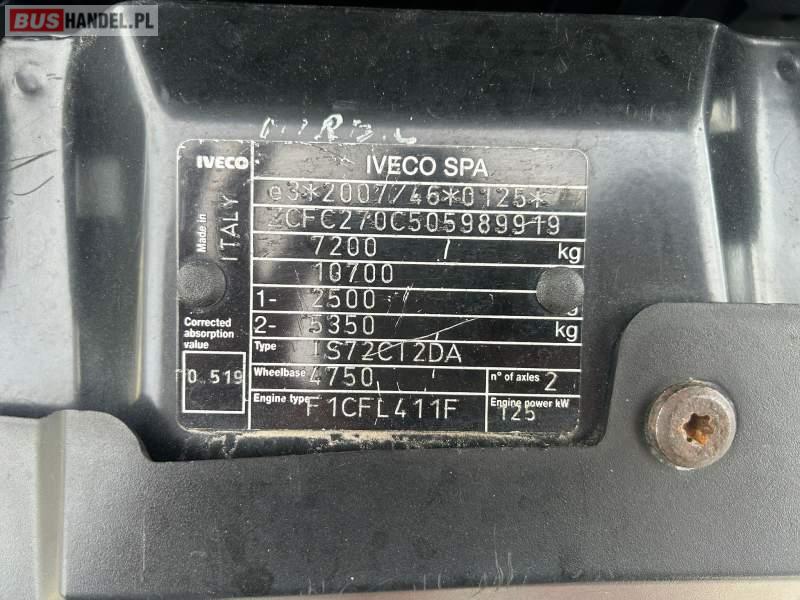 BUSHANDEL.PL
IVECO
IVECO SPA
Made in ITALY
e3*2007/46*0125*
ZCFC270C505989919
7200 kg
10700
1- 2500
2- 5350 kg
Corrected absorption value
0.519
Type IS72C12DA
Wheelbase 4750
n° of axles 2
Engine type F1CFL411F
Engine power kW 125